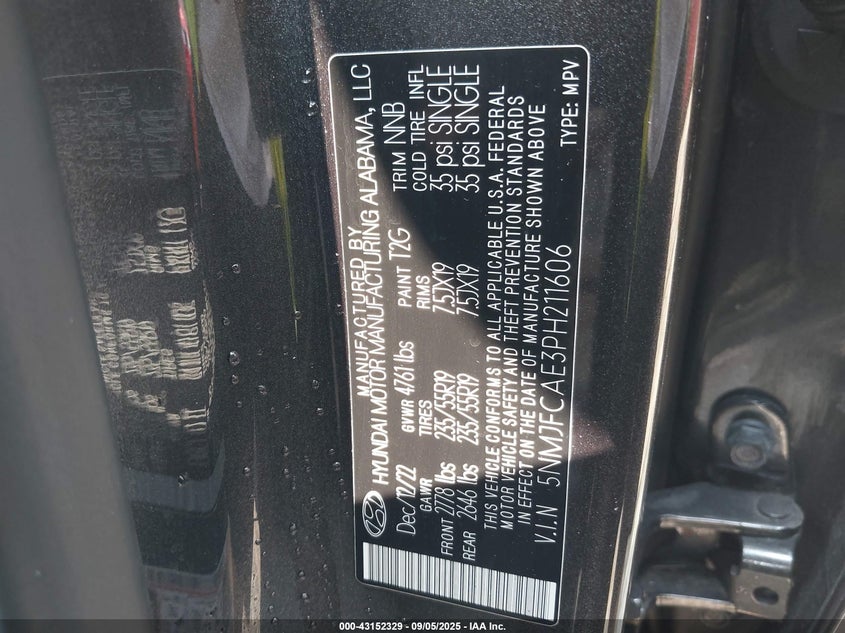 MANUFACTURED BY
HYUNDAI MOTOR MANUFACTURING ALABAMA, LLC
Dec/12/22 GVWR 4761 lbs PAINT T2G TRIM NNB
GAWR TIRES RIMS COLD TIRE INFL
FRONT 2778 lbs 235/55R19 7.5JX19 35 psi SINGLE
REAR 2646 lbs 235/55R19 7.5JX19 35 psi SINGLE
THIS VEHICLE CONFORMS TO ALL APPLICABLE U.S.A. FEDERAL
MOTOR VEHICLE SAFETY AND THEFT PREVENTION STANDARDS
IN EFFECT ON THE DATE OF MANUFACTURE SHOWN ABOVE
V.I.N 5NMJFCAE3PH211606 TYPE: MPV
000-43152329 - 09/05/2025 - IAA Inc.